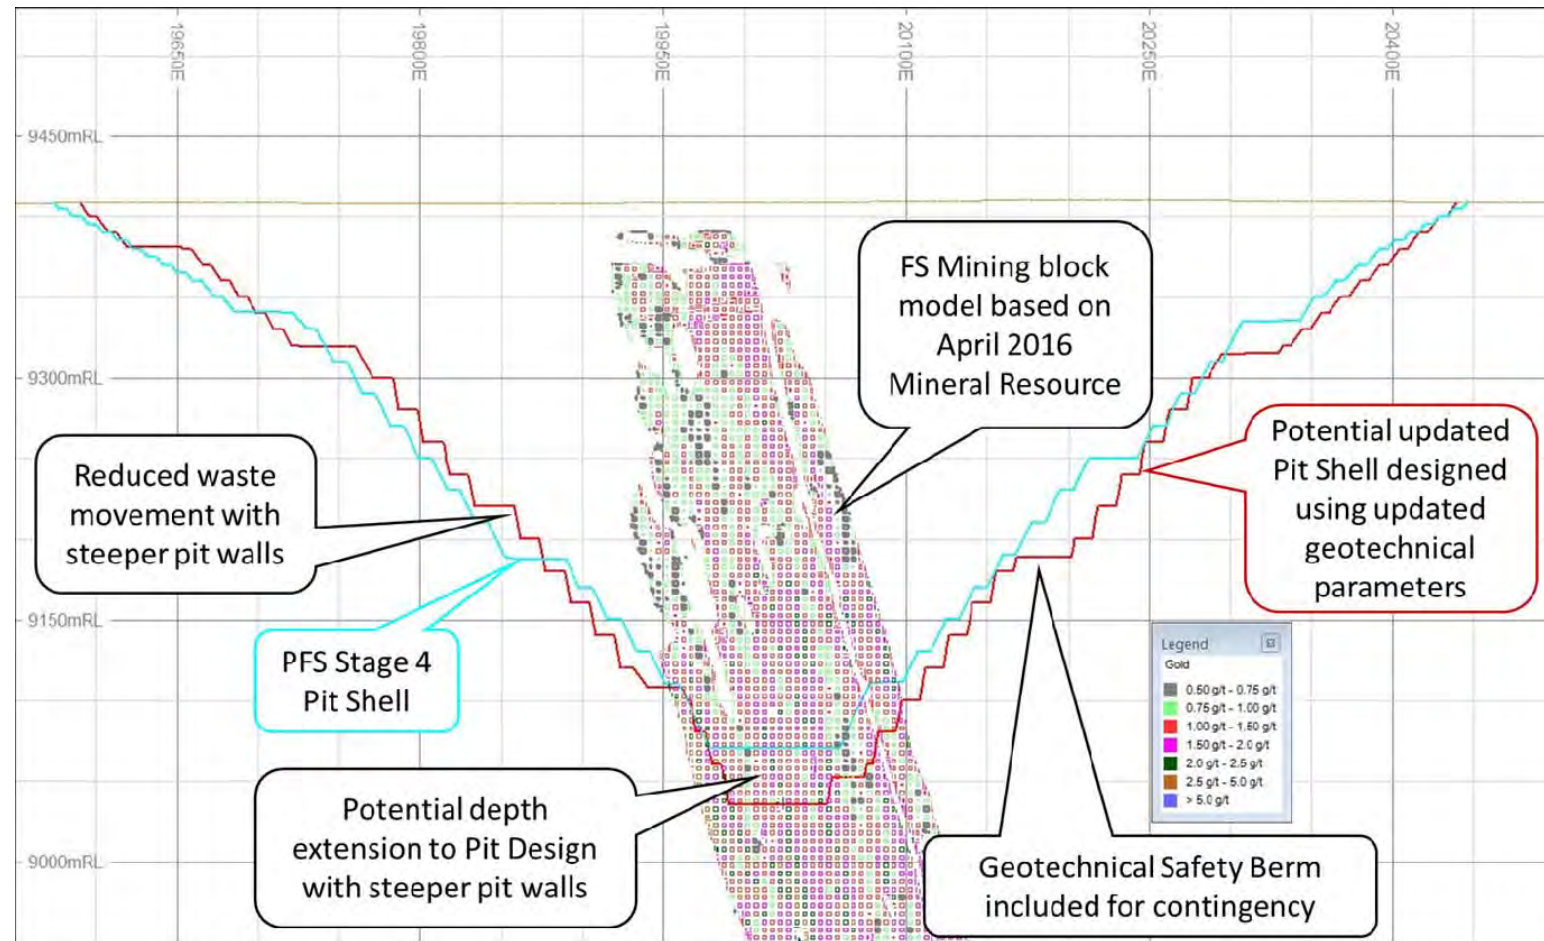 19650E
19800E
19950E
20100E
20250E
20400E
9450mRL
9300mRL
9150mRL
9000mRL
FS Mining block
model based on
April 2016
Mineral Resource
Potential updated
Pit Shell designed
using updated
geotechnical
parameters
Reduced waste
movement with
steeper pit walls
PFS Stage 4
Pit Shell
Potential depth
extension to Pit Design
with steeper pit walls
Geotechnical Safety Berm
included for contingency
Legend
Gold
0.50 g/t - 0.75 g/t
0.75 g/t - 1.00 g/t
1.00 g/t - 1.50 g/t
1.50 g/t - 2.0 g/t
2.0 g/t - 2.5 g/t
2.5 g/t - 5.0 g/t
> 5.0 g/t